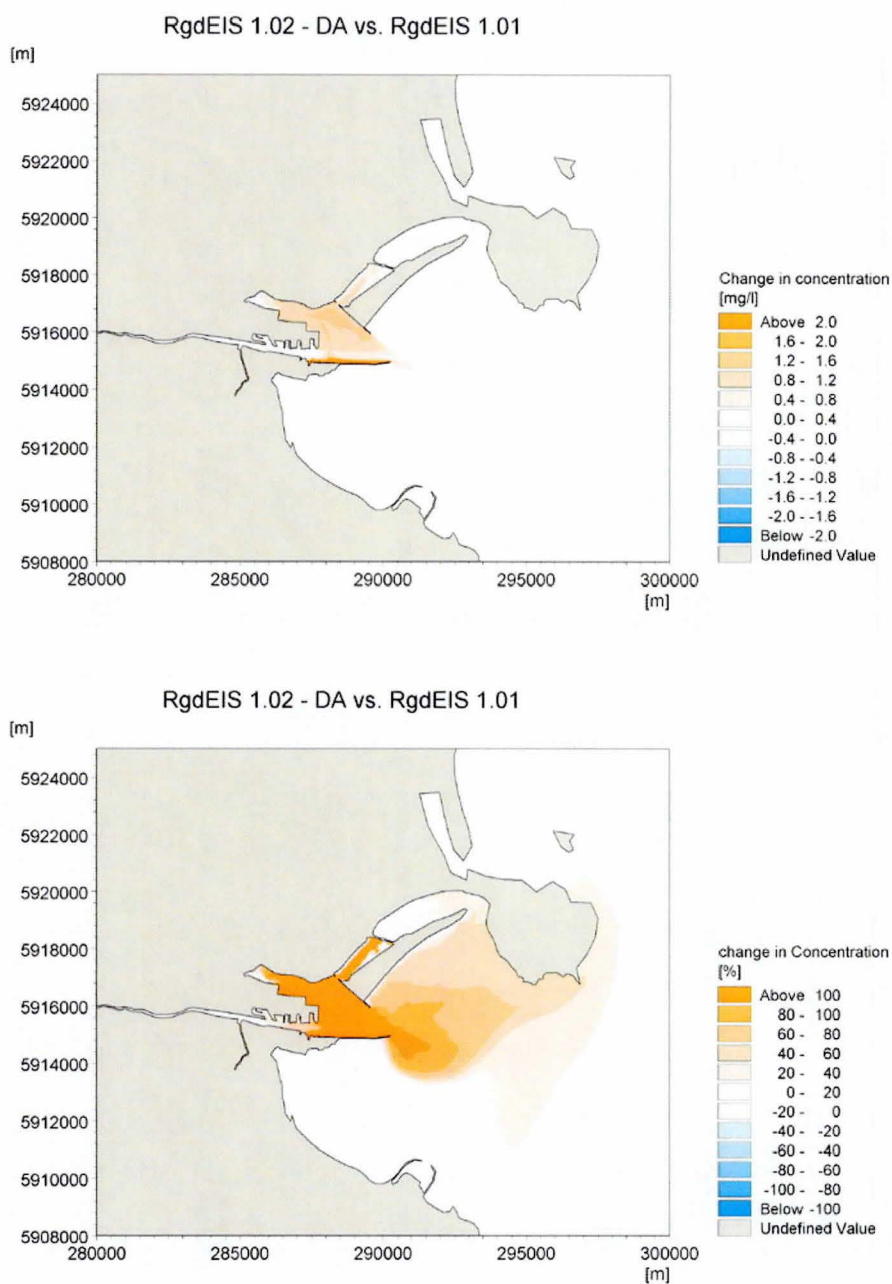 RgdEIS 1.02 - DA vs. RgdEIS 1.01
[m]
5924000
5922000
5920000
5918000
5916000
5914000
5912000
5910000
5908000
280000 285000 290000 295000 300000
[m]
Change in concentration
[mg/l]
Above 2.0
1.6 - 2.0
1.2 - 1.6
0.8 - 1.2
0.4 - 0.8
0.0 - 0.4
-0.4 - 0.0
-0.8 - -0.4
-1.2 - -0.8
-1.6 - -1.2
-2.0 - -1.6
Below -2.0
Undefined Value
RgdEIS 1.02 - DA vs. RgdEIS 1.01
[m]
5924000
5922000
5920000
5918000
5916000
5914000
5912000
5910000
5908000
280000 285000 290000 295000 300000
[m]
change in Concentration
[%]
Above 100
80 - 100
60 - 80
40 - 60
20 - 40
0 - 20
-20 - 0
-40 - -20
-60 - -40
-80 - -60
-100 - -80
Below -100
Undefined Value